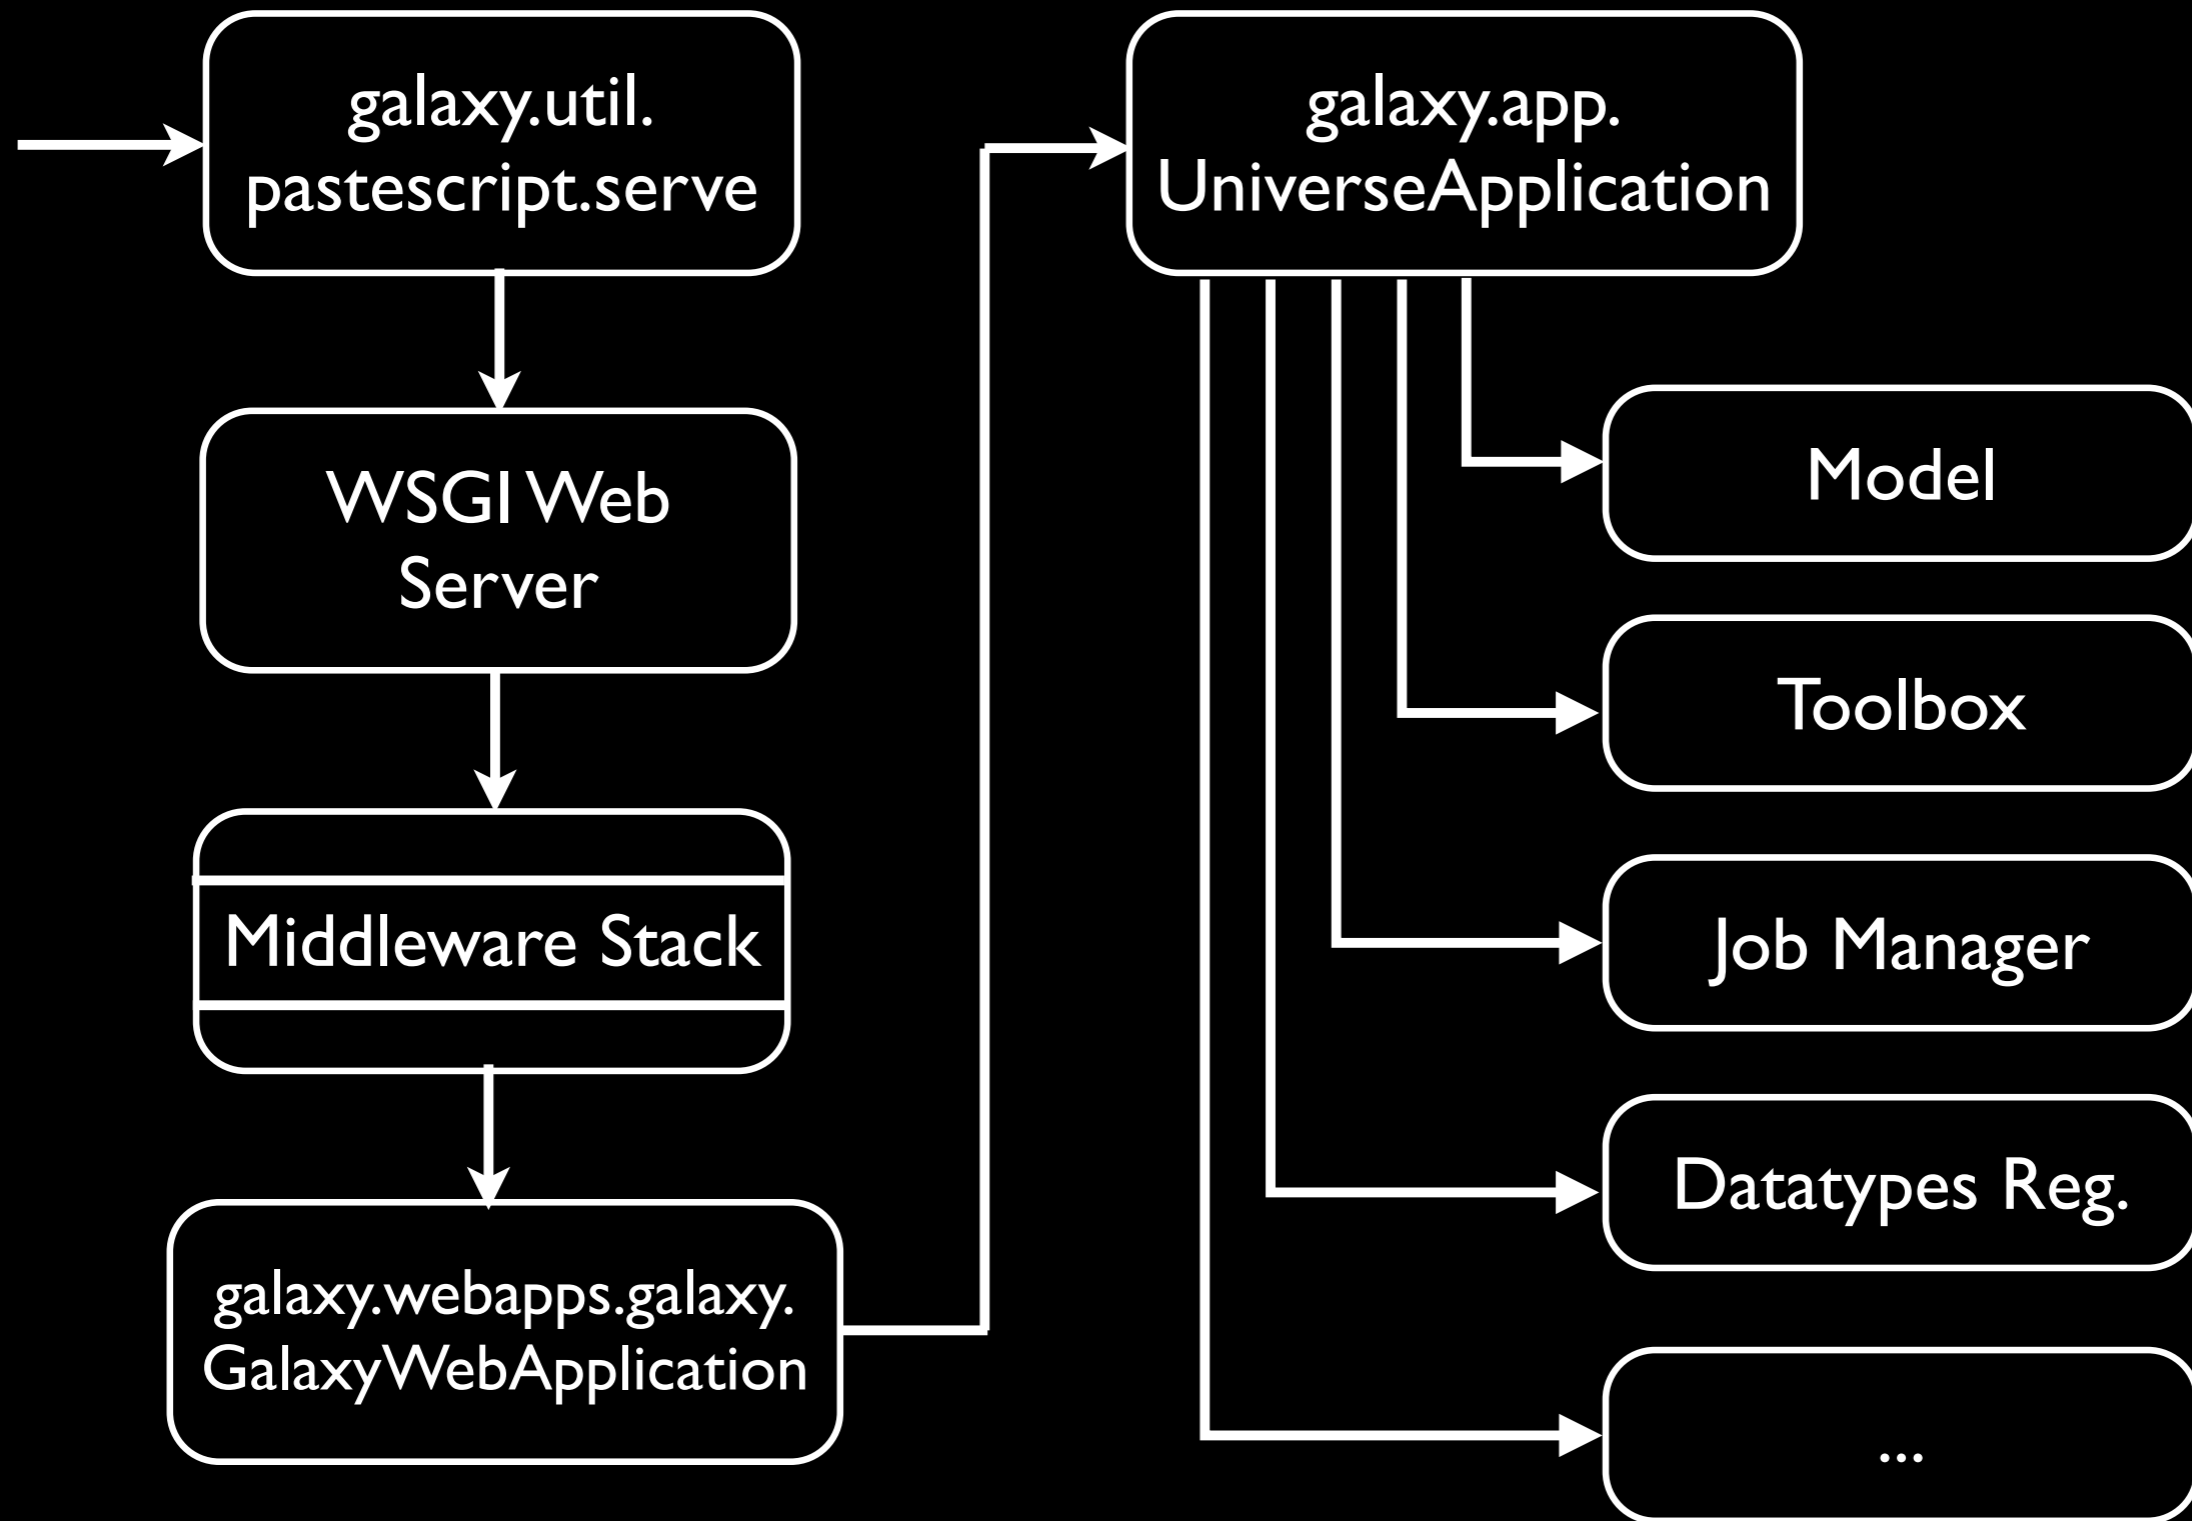 galaxy.util.
pastescript.serve
WSGI Web
Server
Middleware Stack
galaxy.webapps.galaxy.
GalaxyWebApplication
galaxy.app.
UniverseApplication
Model
Toolbox
Job Manager
Datatypes Reg.
...